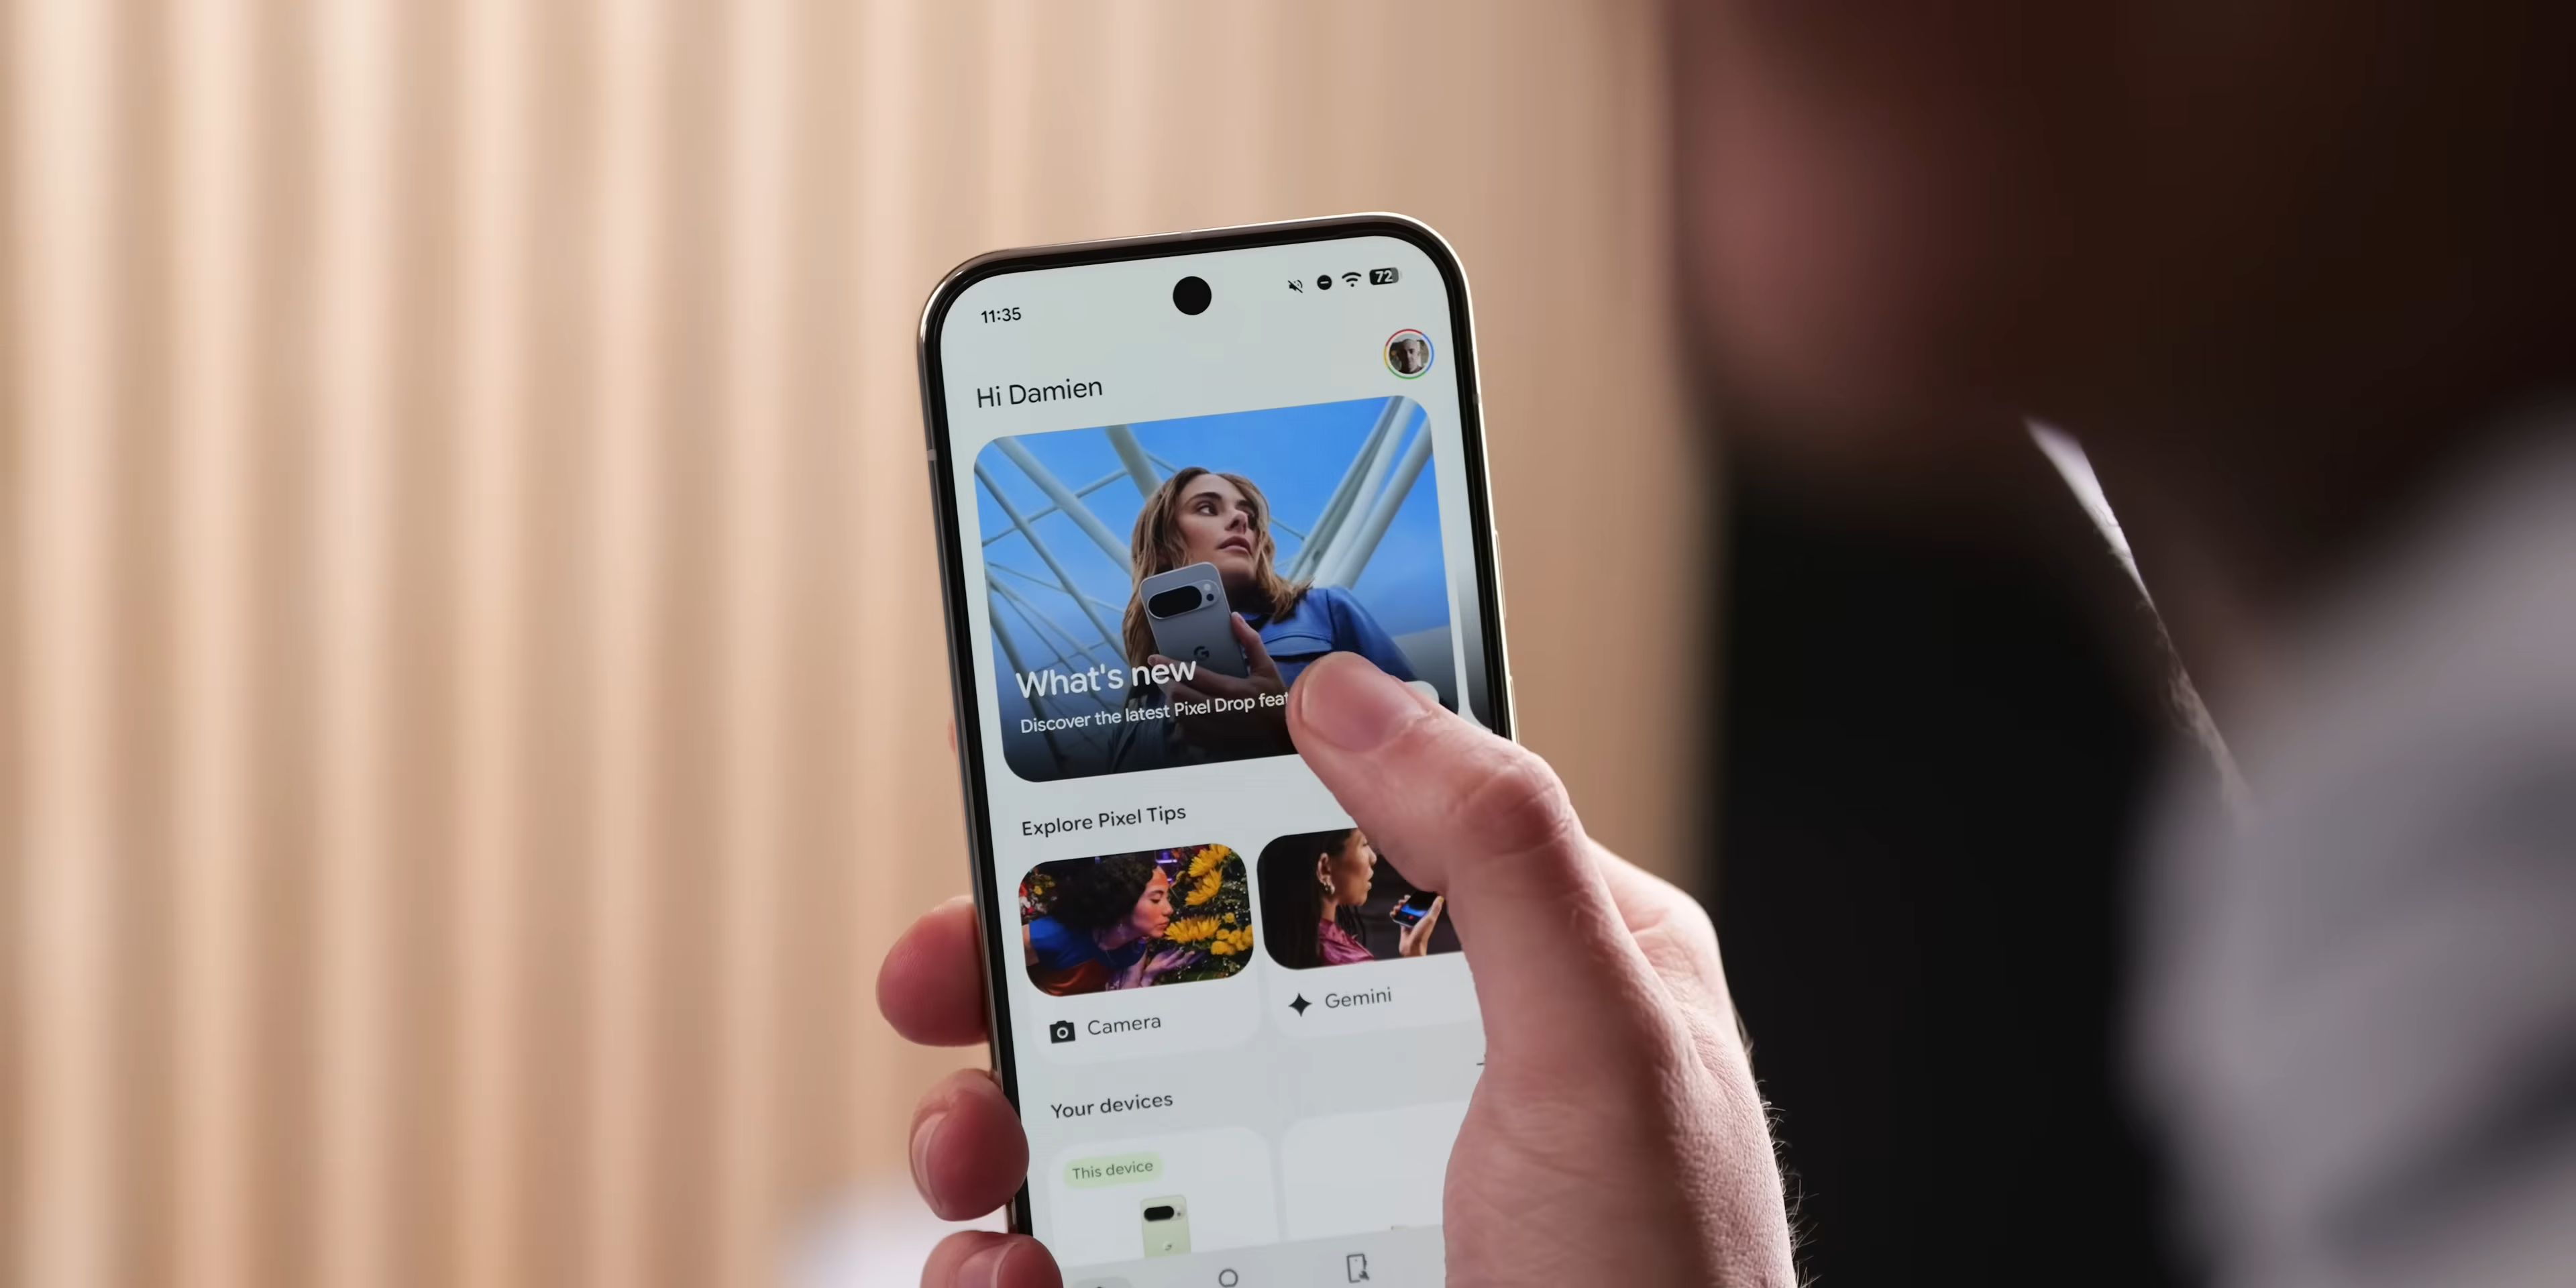 11:35
72
Hi Damien
What's new
Discover the latest Pixel Drop
Explore Pixel Tips
Camera
Gemini
Your devices
This device